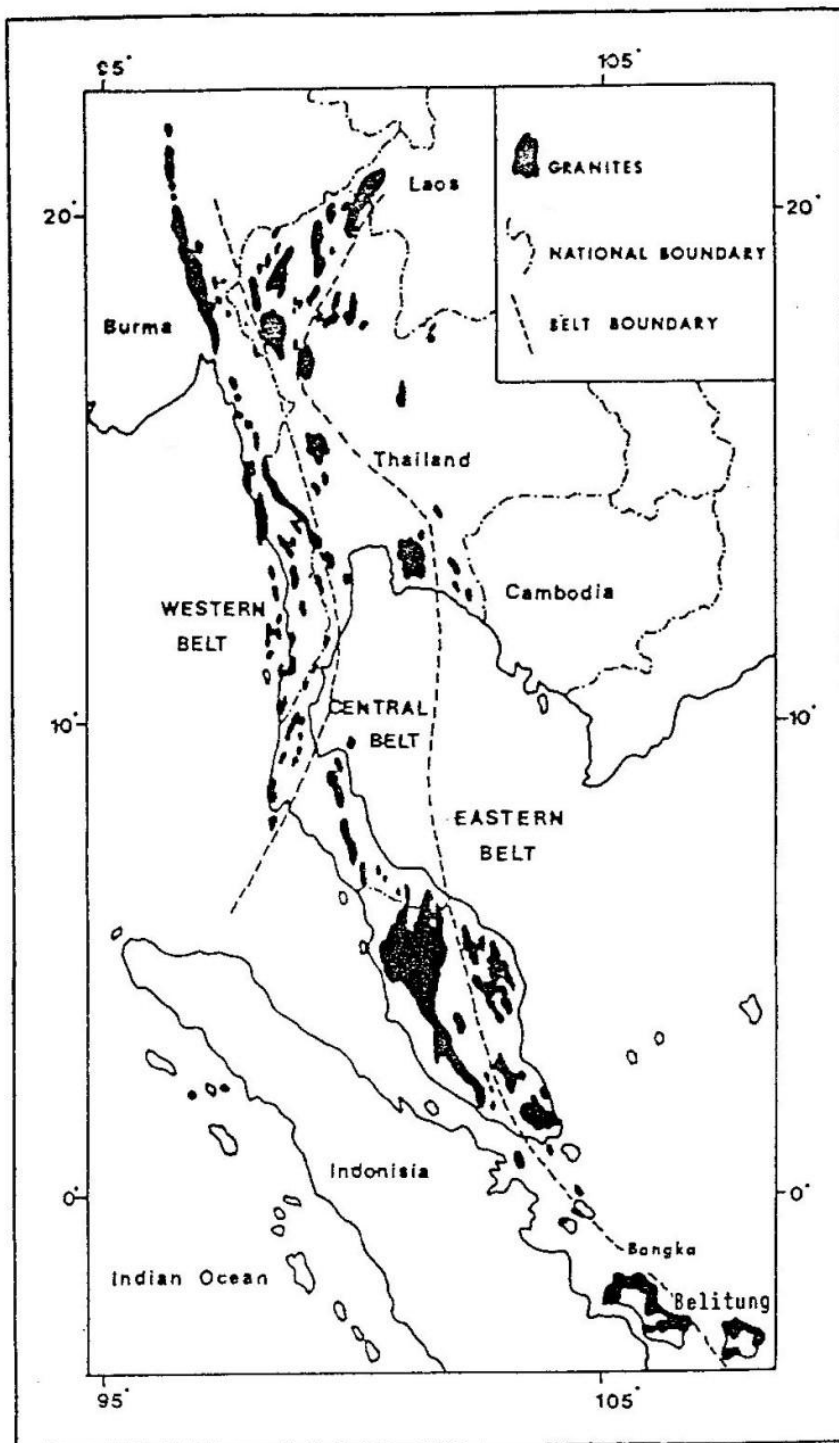 95°
105°
Laos
GRANITES
20°
20°
NATIONAL BOUNDARY
Burma
BELT BOUNDARY
Thailand
Cambodia
WESTERN
BELT
CENTRAL
BELT
10°
10°
EASTERN
BELT
Indonisia
0°
0°
Bangka
Indian Ocean
Belitung
95°
105°